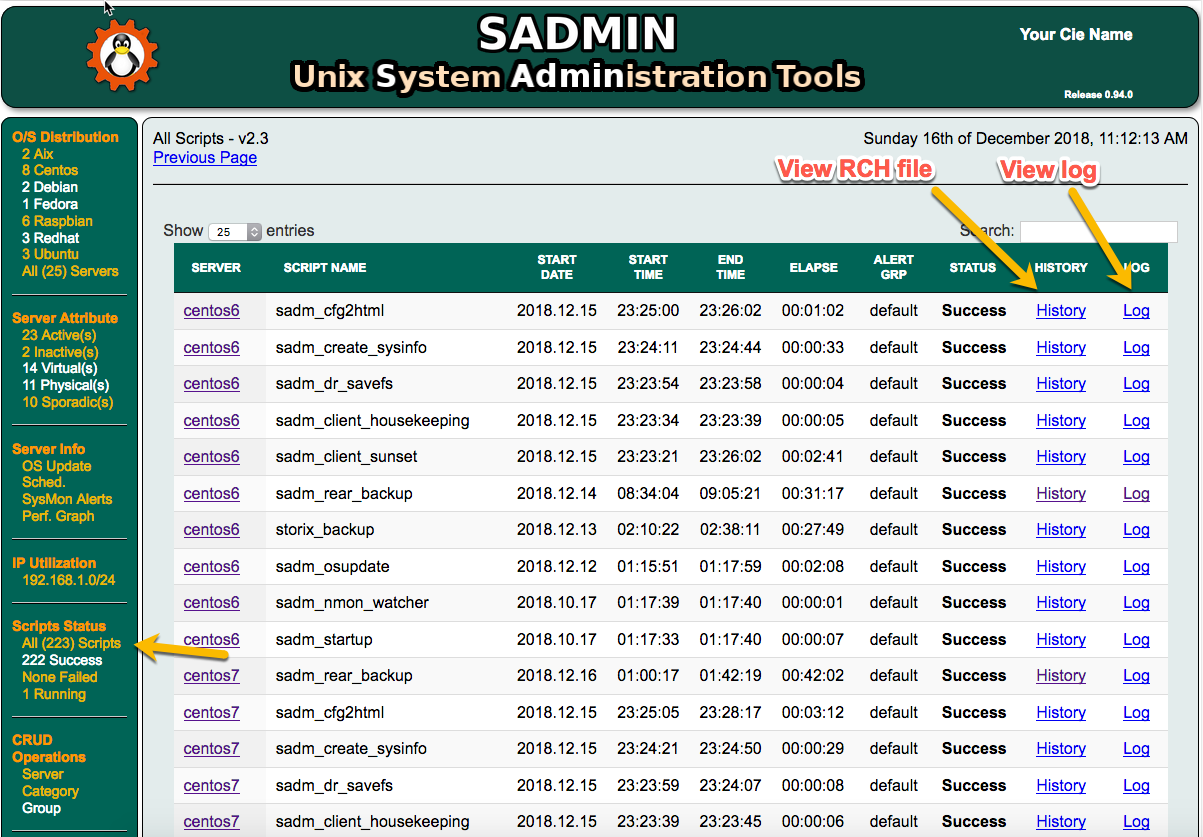 SADMIN
Unix System Administration Tools
Your Cie Name
Release 0.94.0
O/S Distribution
2 Aix
8 Centos
2 Debian
1 Fedora
6 Raspbian
3 Redhat
3 Ubuntu
All (25) Servers
Server Attribute
23 Active(s)
2 Inactive(s)
14 Virtual(s)
11 Physical(s)
10 Sporadic(s)
Server Info
OS Update
Sched.
SysMon Alerts
Perf. Graph
IP Utilization
192.168.1.0/24
Scripts Status
All (223) Scripts
222 Success
None Failed
1 Running
CRUD
Operations
Server
Category
Group
All Scripts - v2.3
Sunday 16th of December 2018, 11:12:13 AM
Previous Page
View RCH file
View log
Show 25 entries
Search:
SERVER SCRIPT NAME START DATE START TIME END TIME ELAPSE ALERT GRP STATUS HISTORY LOG
centos6 sadm_cfg2html 2018.12.15 23:25:00 23:26:02 00:01:02 default Success History Log
centos6 sadm_create_sysinfo 2018.12.15 23:24:11 23:24:44 00:00:33 default Success History Log
centos6 sadm_dr_savefs 2018.12.15 23:23:54 23:23:58 00:00:04 default Success History Log
centos6 sadm_client_housekeeping 2018.12.15 23:23:34 23:23:39 00:00:05 default Success History Log
centos6 sadm_client_sunset 2018.12.15 23:23:21 23:26:02 00:02:41 default Success History Log
centos6 sadm_rear_backup 2018.12.14 08:34:04 09:05:21 00:31:17 default Success History Log
centos6 storix_backup 2018.12.13 02:10:22 02:38:11 00:27:49 default Success History Log
centos6 sadm_osupdate 2018.12.12 01:15:51 01:17:59 00:02:08 default Success History Log
centos6 sadm_nmon_watcher 2018.10.17 01:17:39 01:17:40 00:00:01 default Success History Log
centos6 sadm_startup 2018.10.17 01:17:33 01:17:40 00:00:07 default Success History Log
centos7 sadm_rear_backup 2018.12.16 01:00:17 01:42:19 00:42:02 default Success History Log
centos7 sadm_cfg2html 2018.12.15 23:25:05 23:28:17 00:03:12 default Success History Log
centos7 sadm_create_sysinfo 2018.12.15 23:24:21 23:24:50 00:00:29 default Success History Log
centos7 sadm_dr_savefs 2018.12.15 23:23:59 23:24:07 00:00:08 default Success History Log
centos7 sadm_client_housekeeping 2018.12.15 23:23:39 23:23:45 00:00:06 default Success History Log